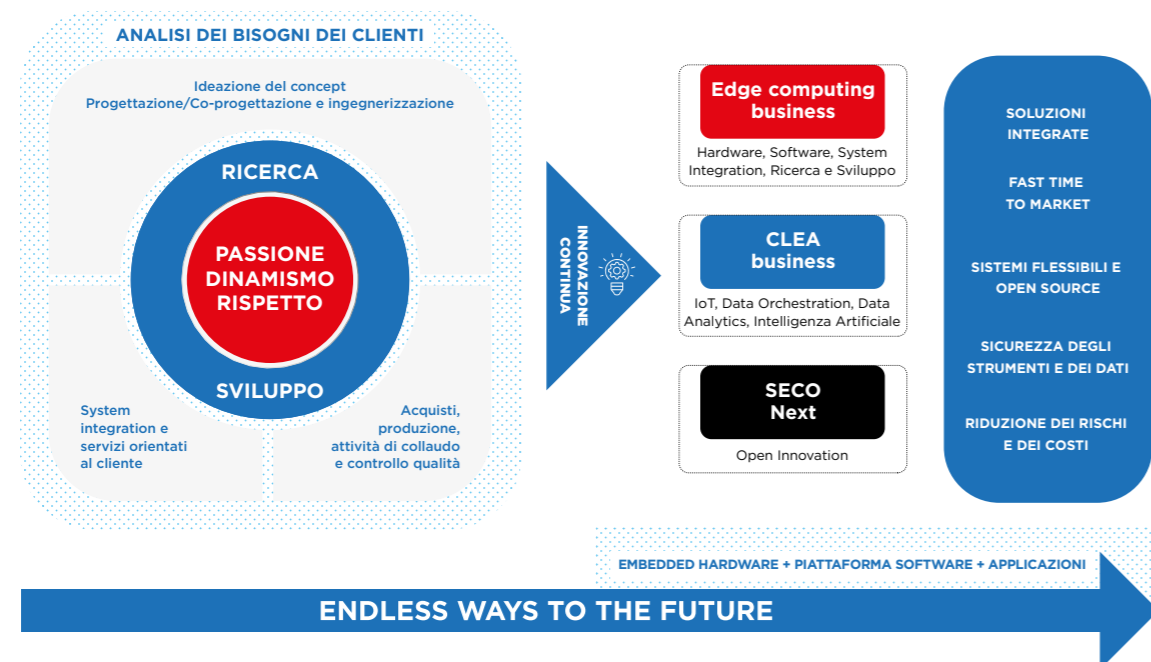 ANALISI DEI BISOGNI DEI CLIENTI
Ideazione del concept
Progettazione/Co-progettazione e ingegnerizzazione
RICERCA
PASSIONE
DINAMISMO
RISPETTO
SVILUPPO
System
integration e
servizi orientati
al cliente
Acquisti,
produzione,
attività di collaudo
e controllo qualità
INNOVAZIONE
CONTINUA
Edge computing
business
Hardware, Software, System
Integration, Ricerca e Sviluppo
CLEA
business
IoT, Data Orchestration, Data
Analytics, Intelligenza Artificiale
SECO
Next
Open Innovation
SOLUZIONI
INTEGRATE
FAST TIME
TO MARKET
SISTEMI FLESSIBILI E
OPEN SOURCE
SICUREZZA DEGLI
STRUMENTI E DEI DATI
RIDUZIONE DEI RISCHI
E DEI COSTI
EMBEDDED HARDWARE + PIATTAFORMA SOFTWARE + APPLICAZIONI
ENDLESS WAYS TO THE FUTURE